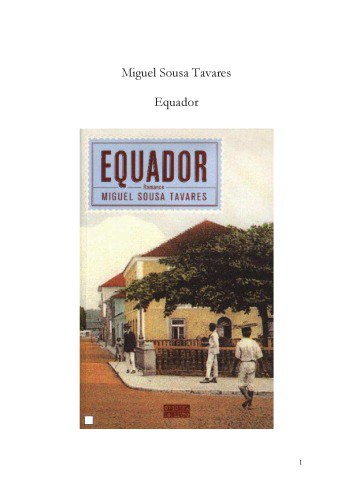 Miguel Sousa Tavares
Equador
EQUADOR
Romance
MIGUEL SOUSA TAVARES
1